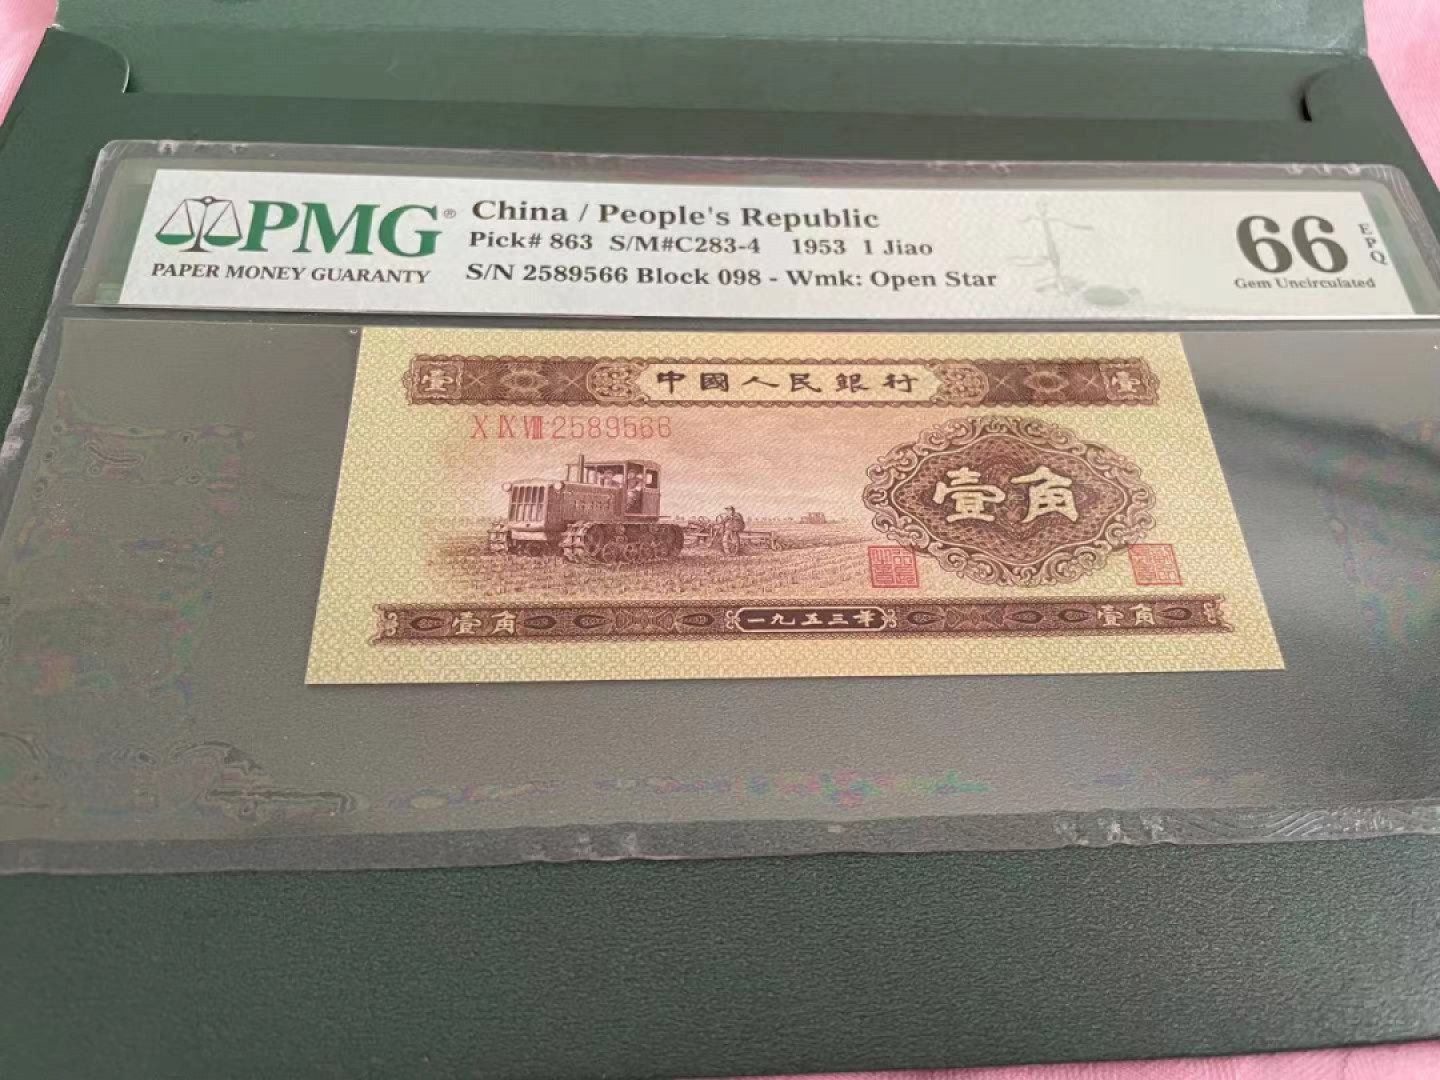 PMG®
PAPER MONEY GUARANTY
China / People's Republic
Pick# 863 S/M#C283-4 1953 1 Jiao
S/N 2589566 Block 098 - Wmk: Open Star
66
EPQ
Gem Uncirculated
壹 中國人民銀行 壹
X IX VIII 2589566
壹角
壹角 一九五三年 壹角